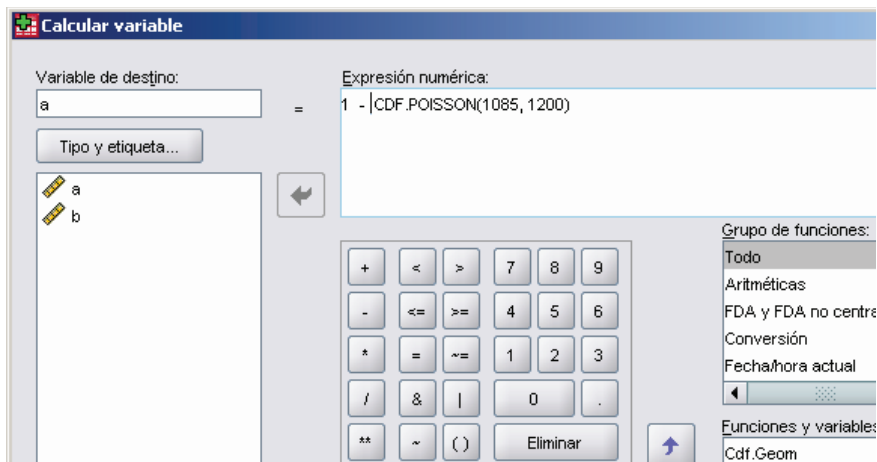 Calcular variable
Variable de destino:
Expresión numérica:
a
=
1 - CDF.POISSON(1085, 1200)
Tipo y etiqueta...
a
b
Grupo de funciones:
Todo
Aritméticas
FDA y FDA no centra
Conversión
Fecha/hora actual
+ < > 7 8 9
- <= >= 4 5 6
* = ~= 1 2 3
/ & | 0 .
** ~ ( ) Eliminar
Funciones y variables
Cdf.Geom